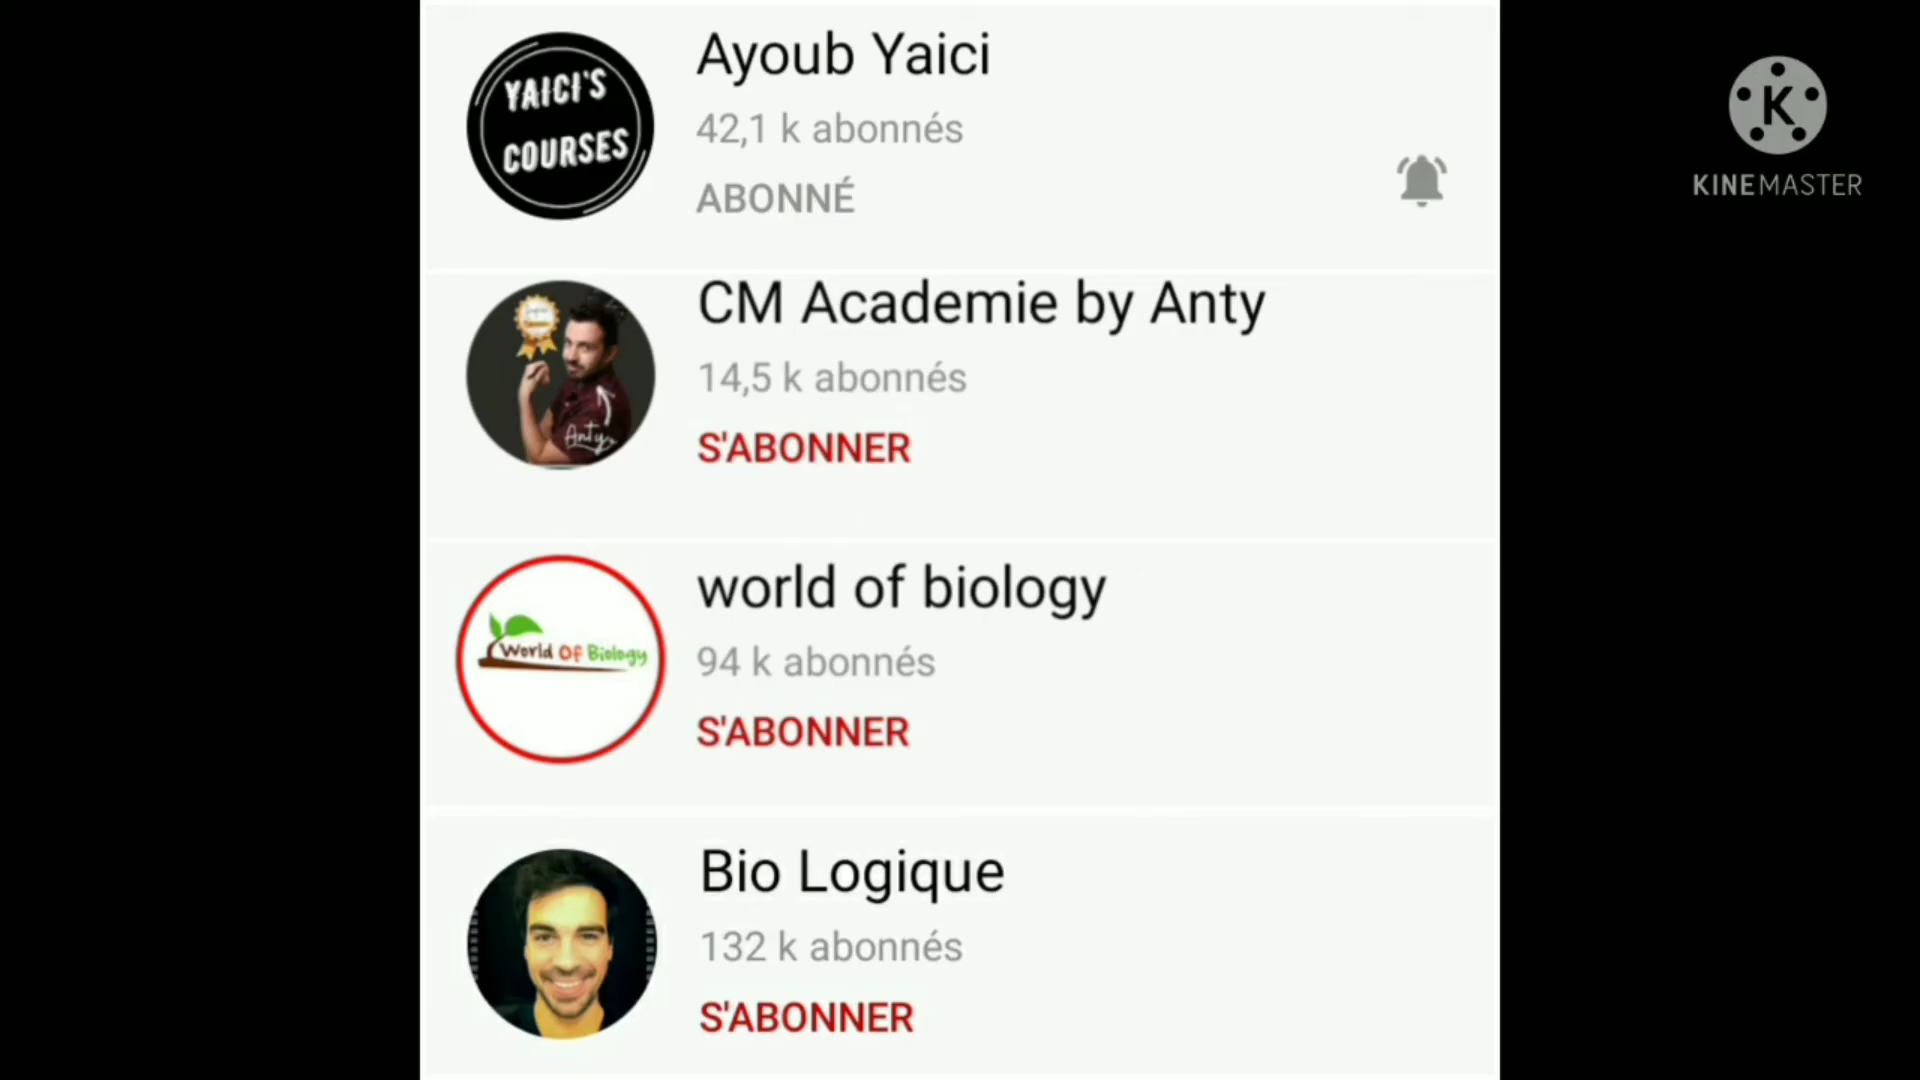 YAICI'S
COURSES
Ayoub Yaici
42,1 k abonnés
ABONNÉ
K
KINEMASTER
CM Academie by Anty
14,5 k abonnés
S'ABONNER
Anty
World Of Biology
world of biology
94 k abonnés
S'ABONNER
Bio Logique
132 k abonnés
S'ABONNER